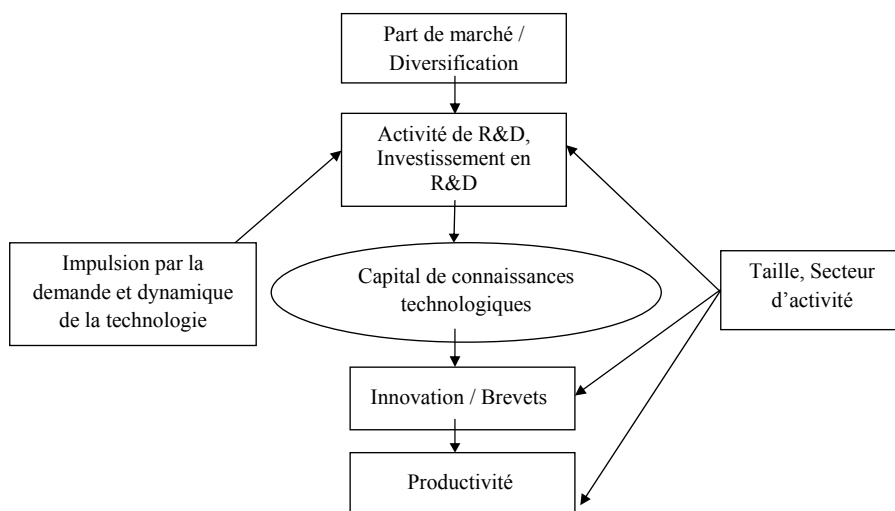 Part de marché /
Diversification
Activité de R&D,
Investissement en
R&D
Impulsion par la
demande et dynamique
de la technologie
Capital de connaissances
technologiques
Taille, Secteur
d’activité
Innovation / Brevets
Productivité